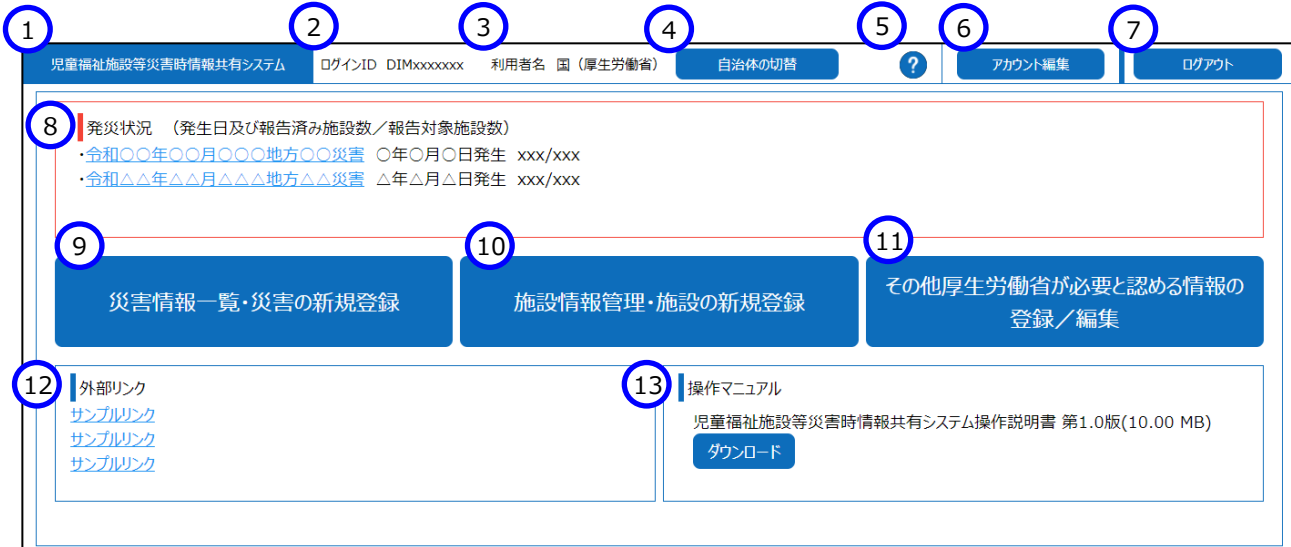 1
2
3
4
5
6
7
児童福祉施設等災害時情報共有システム
ログインID DIMxxxxxxx
利用者名 国（厚生労働省）
自治体の切替
?
アカウント編集
ログアウト
8
発災状況 （発生日及び報告済み施設数／報告対象施設数）
・令和○○年○○月○○○地方○○災害 ○年○月○日発生 xxx/xxx
・令和△△年△△月△△△地方△△災害 △年△月△日発生 xxx/xxx
9
10
11
災害情報一覧・災害の新規登録
施設情報管理・施設の新規登録
その他厚生労働省が必要と認める情報の
登録／編集
12
外部リンク
サンプルリンク
サンプルリンク
サンプルリンク
13
操作マニュアル
児童福祉施設等災害時情報共有システム操作説明書 第1.0版(10.00 MB)
ダウンロード